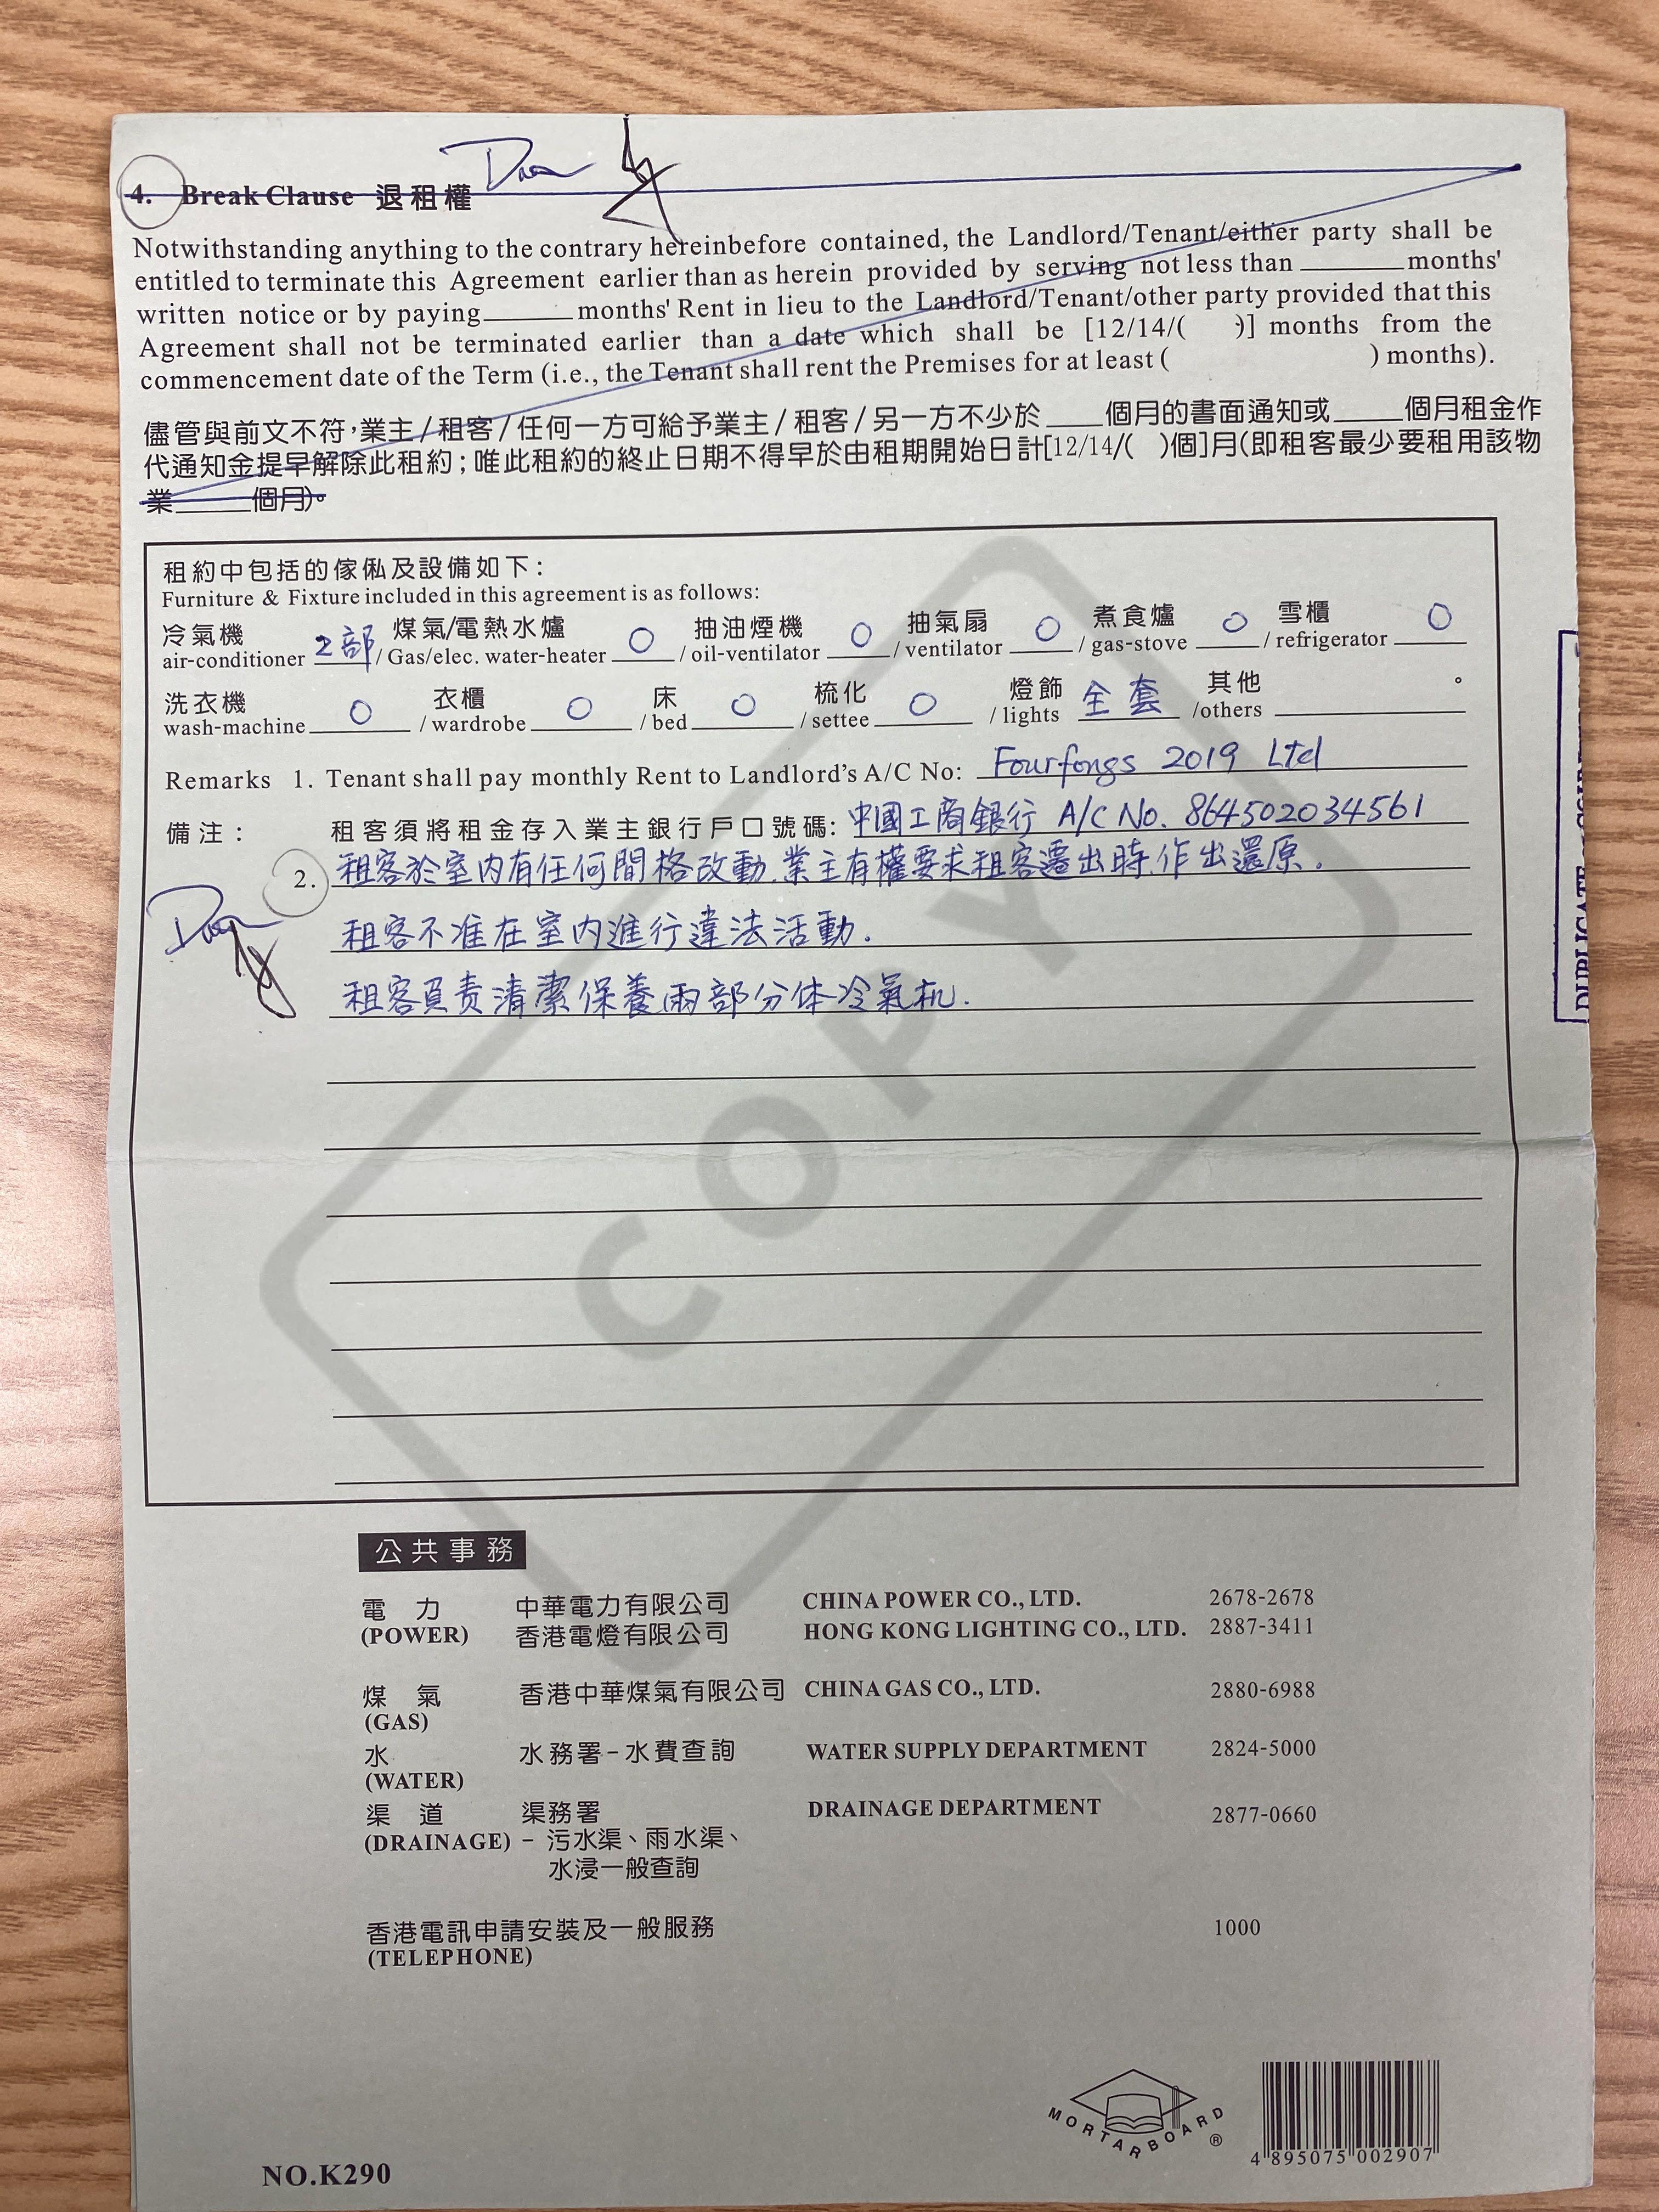 4. Break Clause 退租權
Notwithstanding anything to the contrary hereinbefore contained, the Landlord/Tenant/either party shall be
entitled to terminate this Agreement earlier than as herein provided by serving not less than ______ months'
written notice or by paying ______ months' Rent in lieu to the Landlord/Tenant/other party provided that this
Agreement shall not be terminated earlier than a date which shall be [12/14/( )] months from the
commencement date of the Term (i.e., the Tenant shall rent the Premises for at least ( ) months).
儘管與前文不符,業主/租客/任何一方可給予業主/租客/另一方不少於____個月的書面通知或____個月租金作
代通知金提早解除此租約;唯此租約的終止日期不得早於由租期開始日計[12/14/( )個]月(即租客最少要租用該物
業____個月)。
租約中包括的傢俬及設備如下:
Furniture & Fixture included in this agreement is as follows:
冷氣機 2部 煤氣/電熱水爐 O 抽油煙機 O 抽氣扇 O 煮食爐 O 雪櫃 O
air-conditioner / Gas/elec. water-heater / oil-ventilator / ventilator / gas-stove / refrigerator
洗衣機 O 衣櫃 O 床 O 梳化 O 燈飾 全套 其他 。
wash-machine / wardrobe / bed / settee / lights /others
Remarks 1. Tenant shall pay monthly Rent to Landlord's A/C No: Fourfongs 2019 Ltd
備注: 租客須將租金存入業主銀行戶口號碼: 中國工商銀行 A/C No. 864502034561
2. 租客於室內有任何間格改動,業主有權要求租客遷出時,作出還原.
租客不准在室內進行違法活動.
租客負责清潔保養兩部分体冷氣机.
COPY
DUPLICATE
公共事務
電力 中華電力有限公司 CHINA POWER CO., LTD. 2678-2678
(POWER) 香港電燈有限公司 HONG KONG LIGHTING CO., LTD. 2887-3411
煤氣 香港中華煤氣有限公司 CHINA GAS CO., LTD. 2880-6988
(GAS)
水 水務署-水費查詢 WATER SUPPLY DEPARTMENT 2824-5000
(WATER)
渠道 渠務署 DRAINAGE DEPARTMENT 2877-0660
(DRAINAGE) - 污水渠、雨水渠、
水浸一般查詢
香港電訊申請安裝及一般服務 1000
(TELEPHONE)
MORTARBOARD ®
4 895075 002907
NO.K290